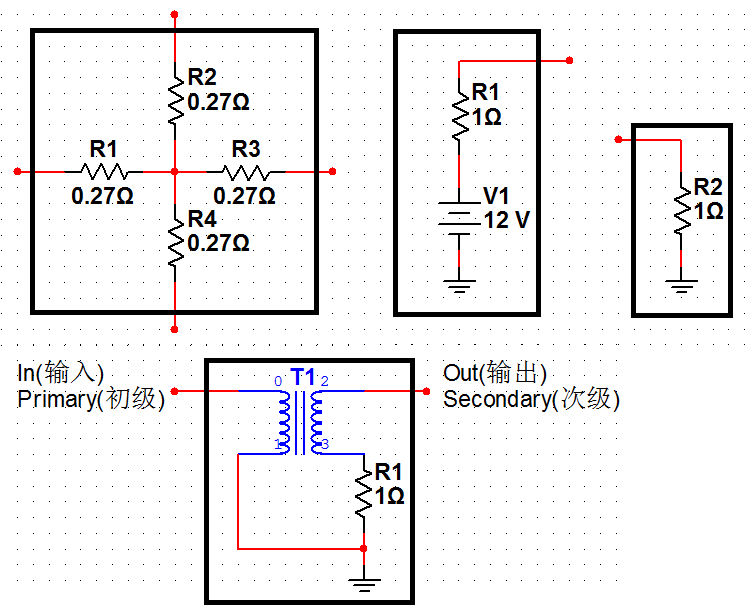 R2
0.27Ω
R1
0.27Ω
R3
0.27Ω
R4
0.27Ω
R1
1Ω
V1
12 V
R2
1Ω
In(输入)
Primary(初级)
0 T1 2
1 3
R1
1Ω
Out(输出)
Secondary(次级)